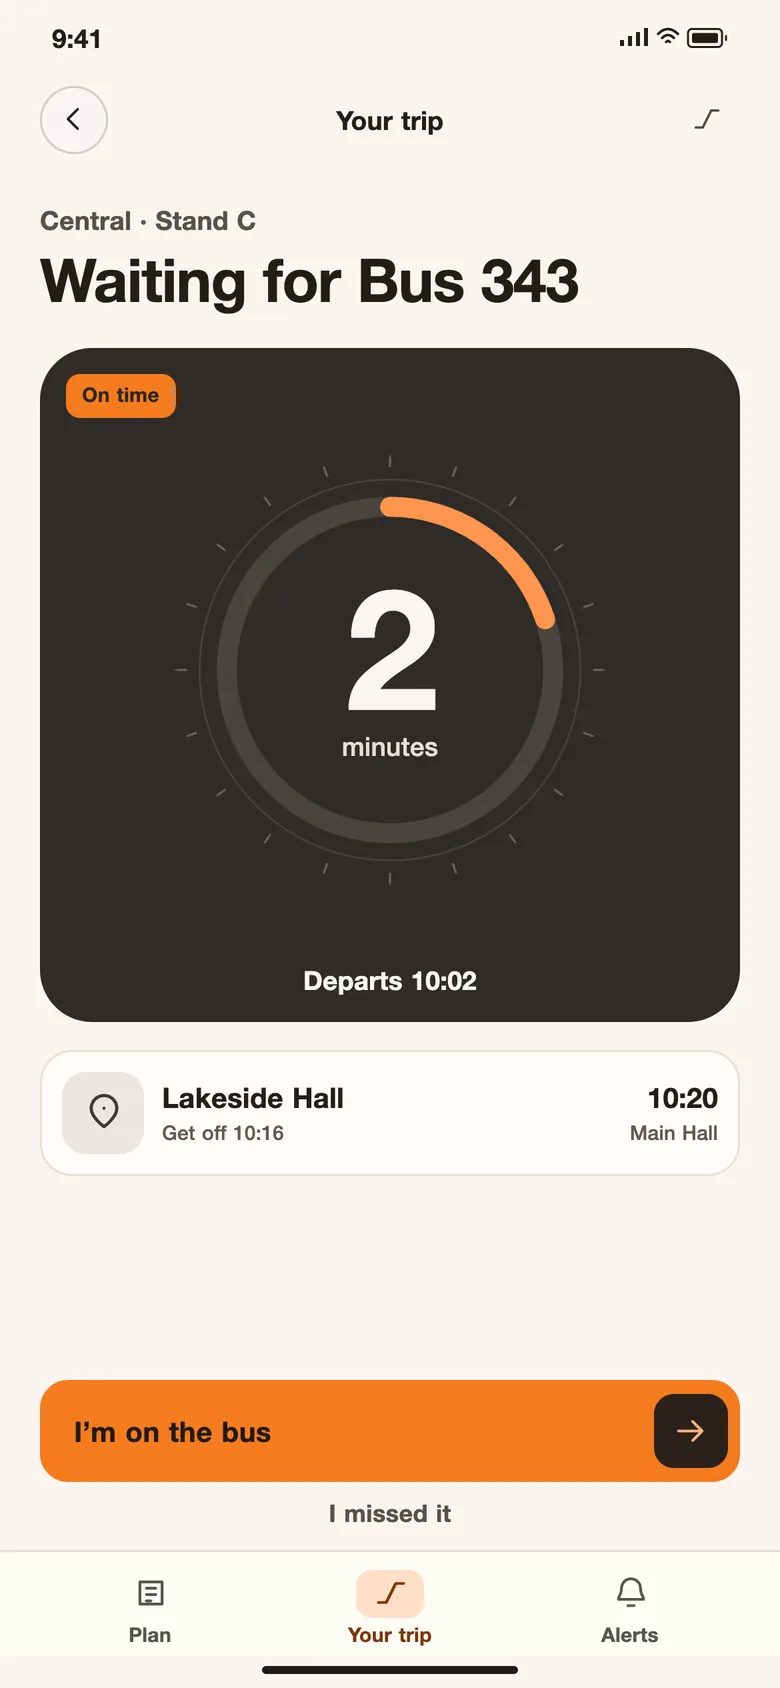 9:41
Your trip
Central · Stand C
Waiting for Bus 343
On time
2
minutes
Departs 10:02
Lakeside Hall
10:20
Get off 10:16
Main Hall
I’m on the bus
I missed it
Plan
Your trip
Alerts